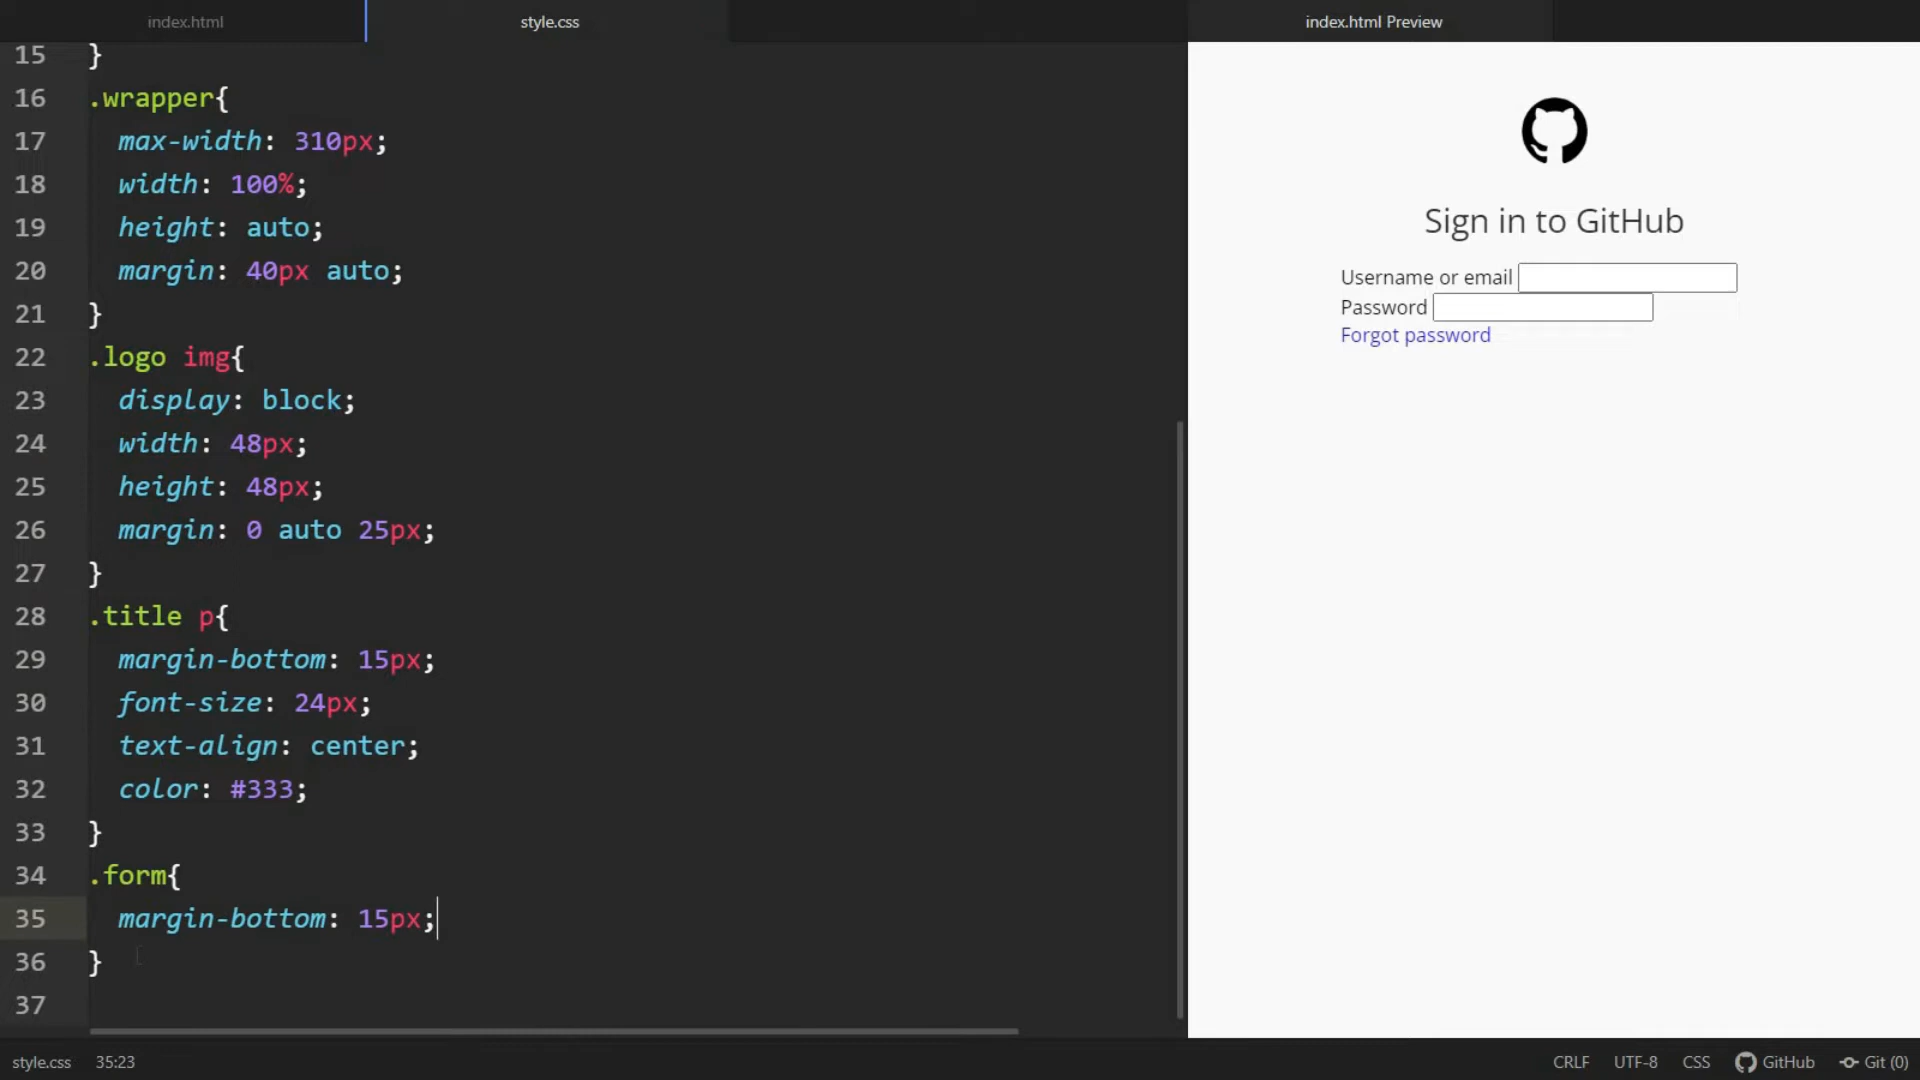 index.html
style.css
index.html Preview
15 }
16 .wrapper{
17 max-width: 310px;
18 width: 100%;
19 height: auto;
20 margin: 40px auto;
21 }
22 .logo img{
23 display: block;
24 width: 48px;
25 height: 48px;
26 margin: 0 auto 25px;
27 }
28 .title p{
29 margin-bottom: 15px;
30 font-size: 24px;
31 text-align: center;
32 color: #333;
33 }
34 .form{
35 margin-bottom: 15px;
36 }
37
Sign in to GitHub
Username or email
Password
Forgot password
style.css 35:23
CRLF UTF-8 CSS GitHub Git (0)